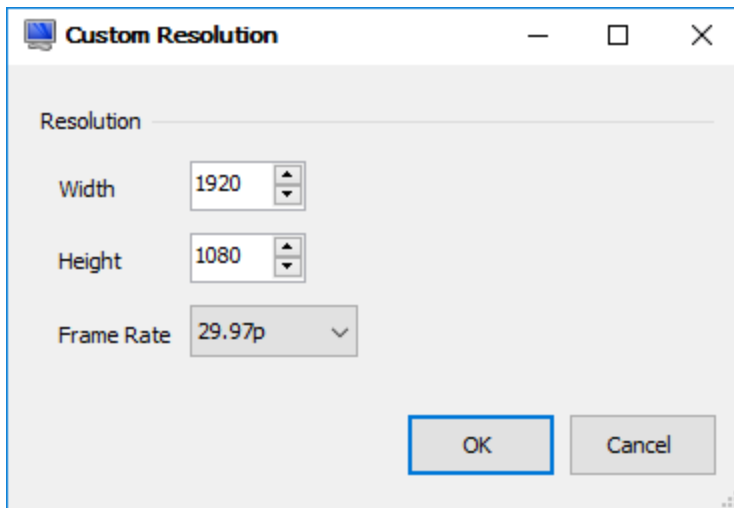 Custom Resolution
Resolution
Width 1920
Height 1080
Frame Rate 29.97p
OK Cancel